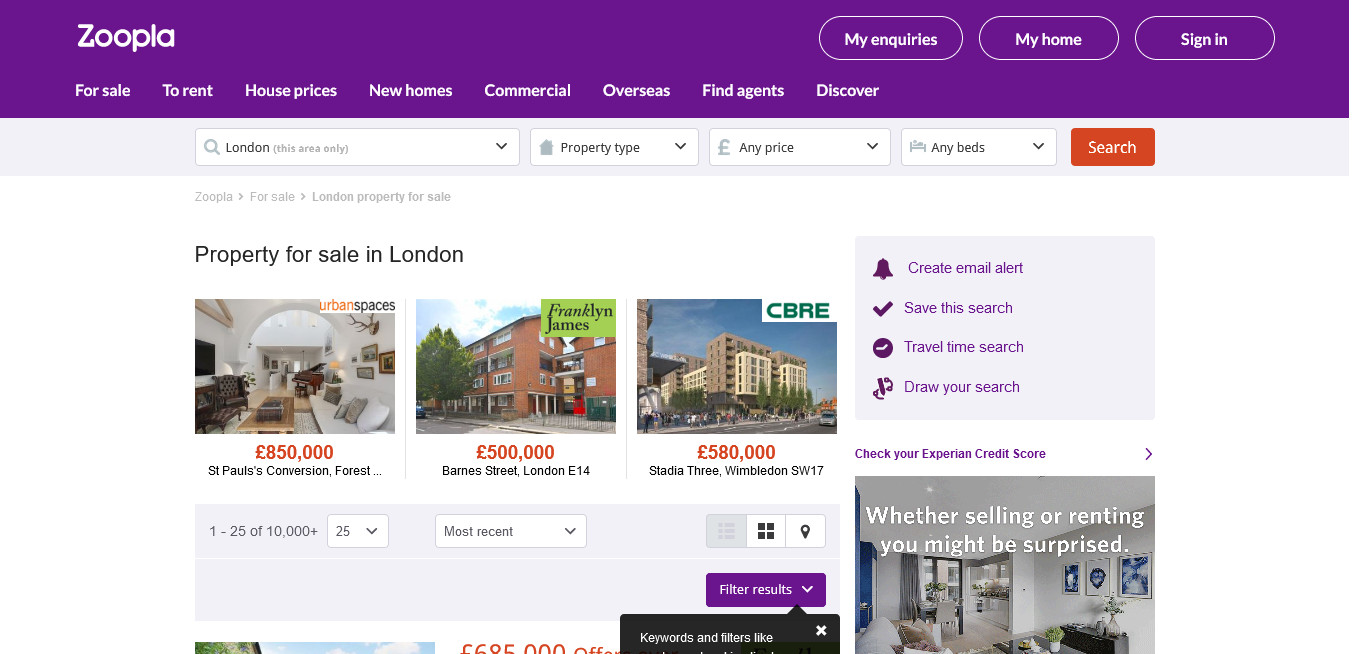 Zoopla
My enquiries
My home
Sign in
For sale
To rent
House prices
New homes
Commercial
Overseas
Find agents
Discover
London (this area only)
Property type
£ Any price
Any beds
Search
Zoopla > For sale > London property for sale
Property for sale in London
Create email alert
Save this search
Travel time search
Draw your search
urbanspaces
Franklyn
James
CBRE
£850,000
St Pauls's Conversion, Forest ...
£500,000
Barnes Street, London E14
£580,000
Stadia Three, Wimbledon SW17
Check your Experian Credit Score
Whether selling or renting
you might be surprised.
1 - 25 of 10,000+
25
Most recent
Filter results
Keywords and filters like
£685,000